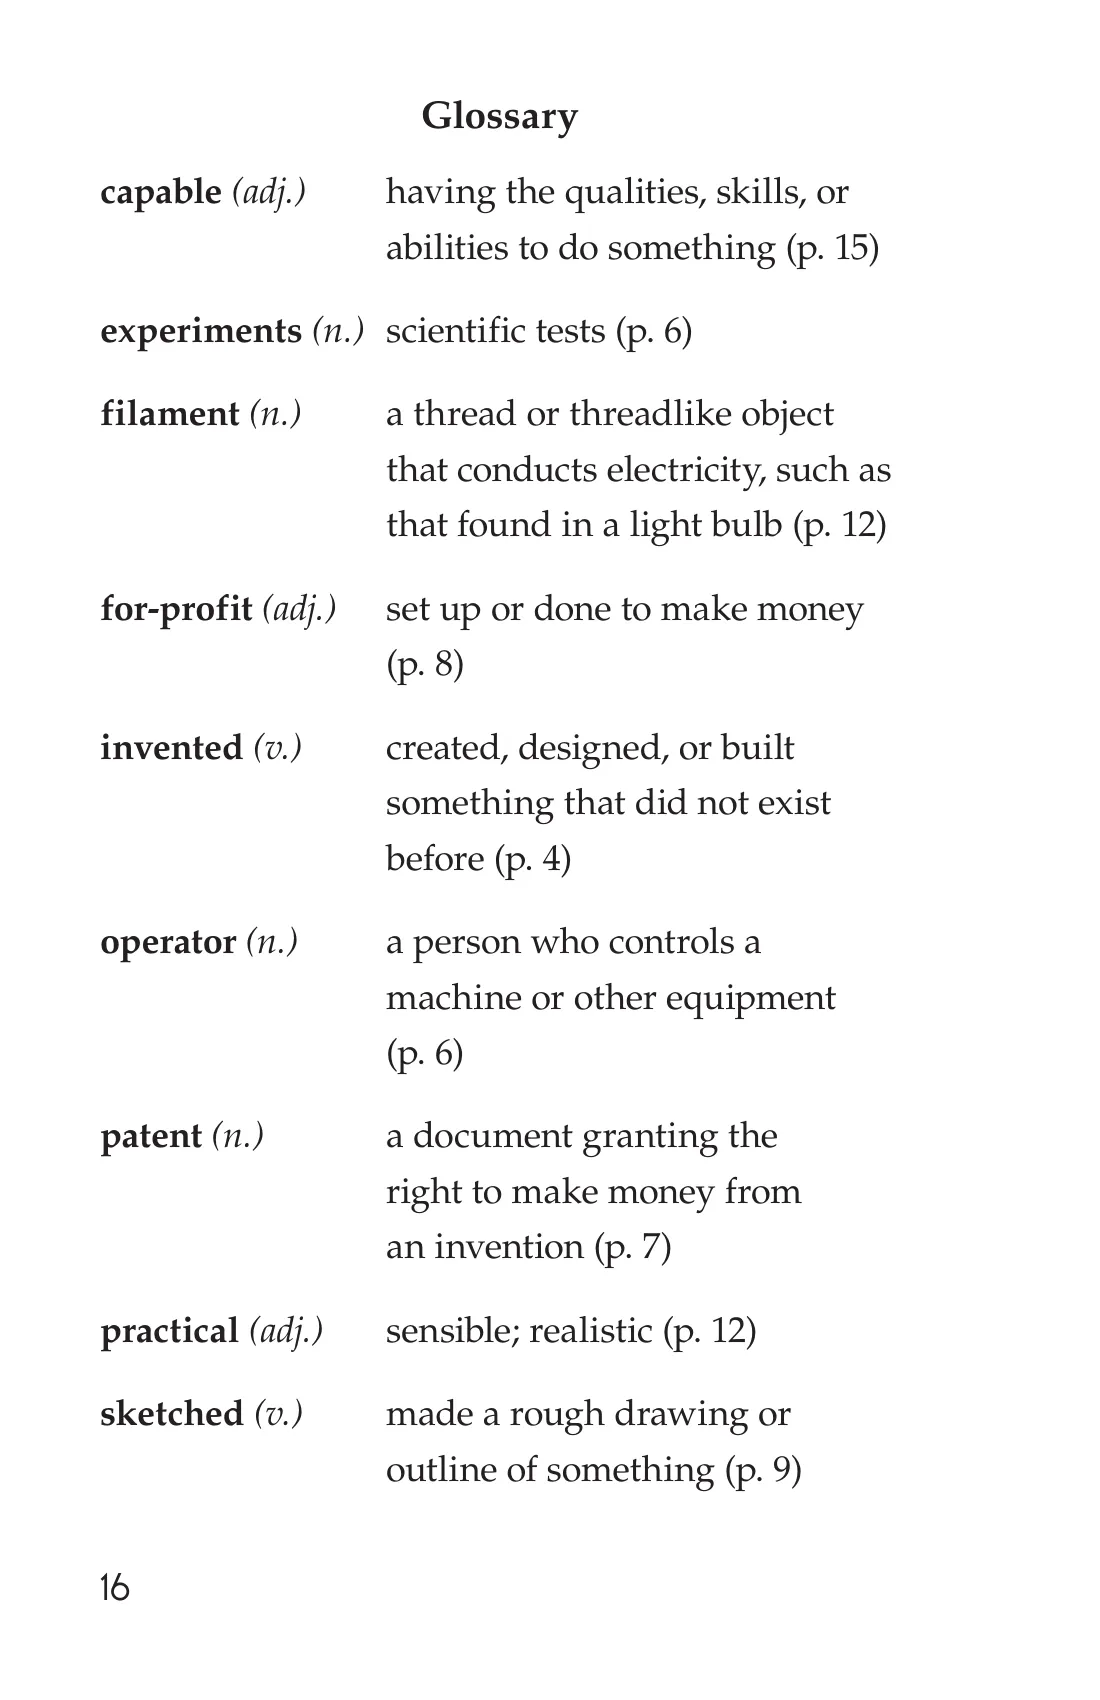 Glossary
capable (adj.) having the qualities, skills, or
abilities to do something (p. 15)
experiments (n.) scientific tests (p. 6)
filament (n.) a thread or threadlike object
that conducts electricity, such as
that found in a light bulb (p. 12)
for-profit (adj.) set up or done to make money
(p. 8)
invented (v.) created, designed, or built
something that did not exist
before (p. 4)
operator (n.) a person who controls a
machine or other equipment
(p. 6)
patent (n.) a document granting the
right to make money from
an invention (p. 7)
practical (adj.) sensible; realistic (p. 12)
sketched (v.) made a rough drawing or
outline of something (p. 9)
16